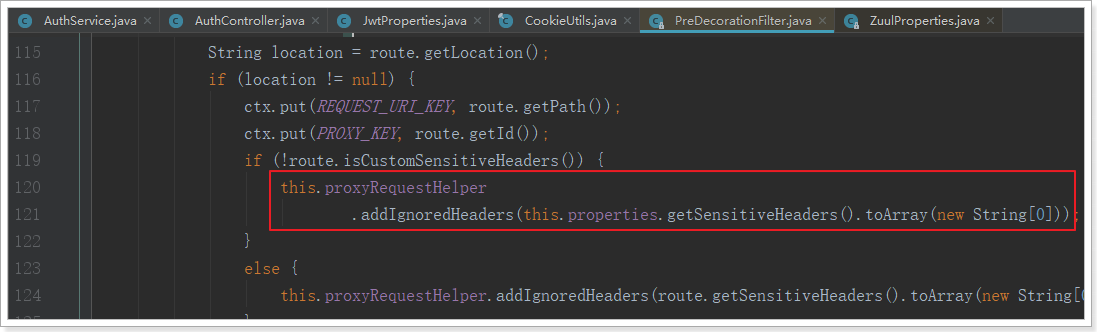 AuthService.java × AuthController.java × JwtProperties.java × CookieUtils.java × PreDecorationFilter.java × ZuulProperties.java ×
115 String location = route.getLocation();
116 if (location != null) {
117 ctx.put(REQUEST_URI_KEY, route.getPath());
118 ctx.put(PROXY_KEY, route.getId());
119 if (!route.isCustomSensitiveHeaders()) {
120 this.proxyRequestHelper
121 .addIgnoredHeaders(this.properties.getSensitiveHeaders().toArray(new String[0]));
122 }
123 else {
124 this.proxyRequestHelper.addIgnoredHeaders(route.getSensitiveHeaders().toArray(new String[